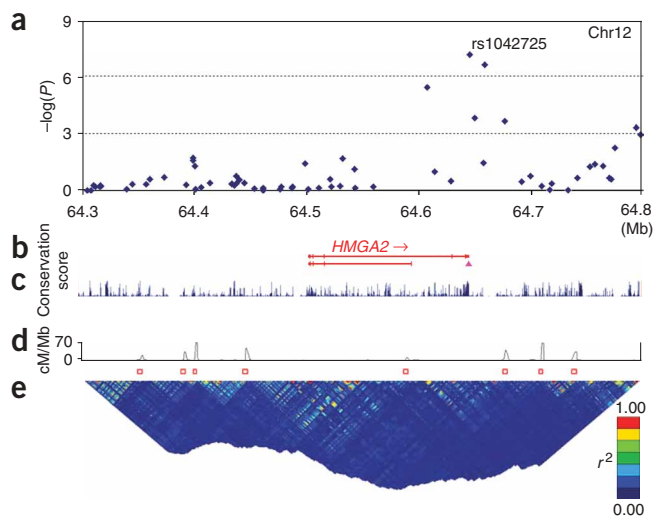 a
9
6
3
0
–log(P)
rs1042725
Chr12
64.3
64.4
64.5
64.6
64.7
64.8
(Mb)
b
HMGA2 →
c
Conservation
score
d
cM/Mb
70
0
e
1.00
r²
0.00